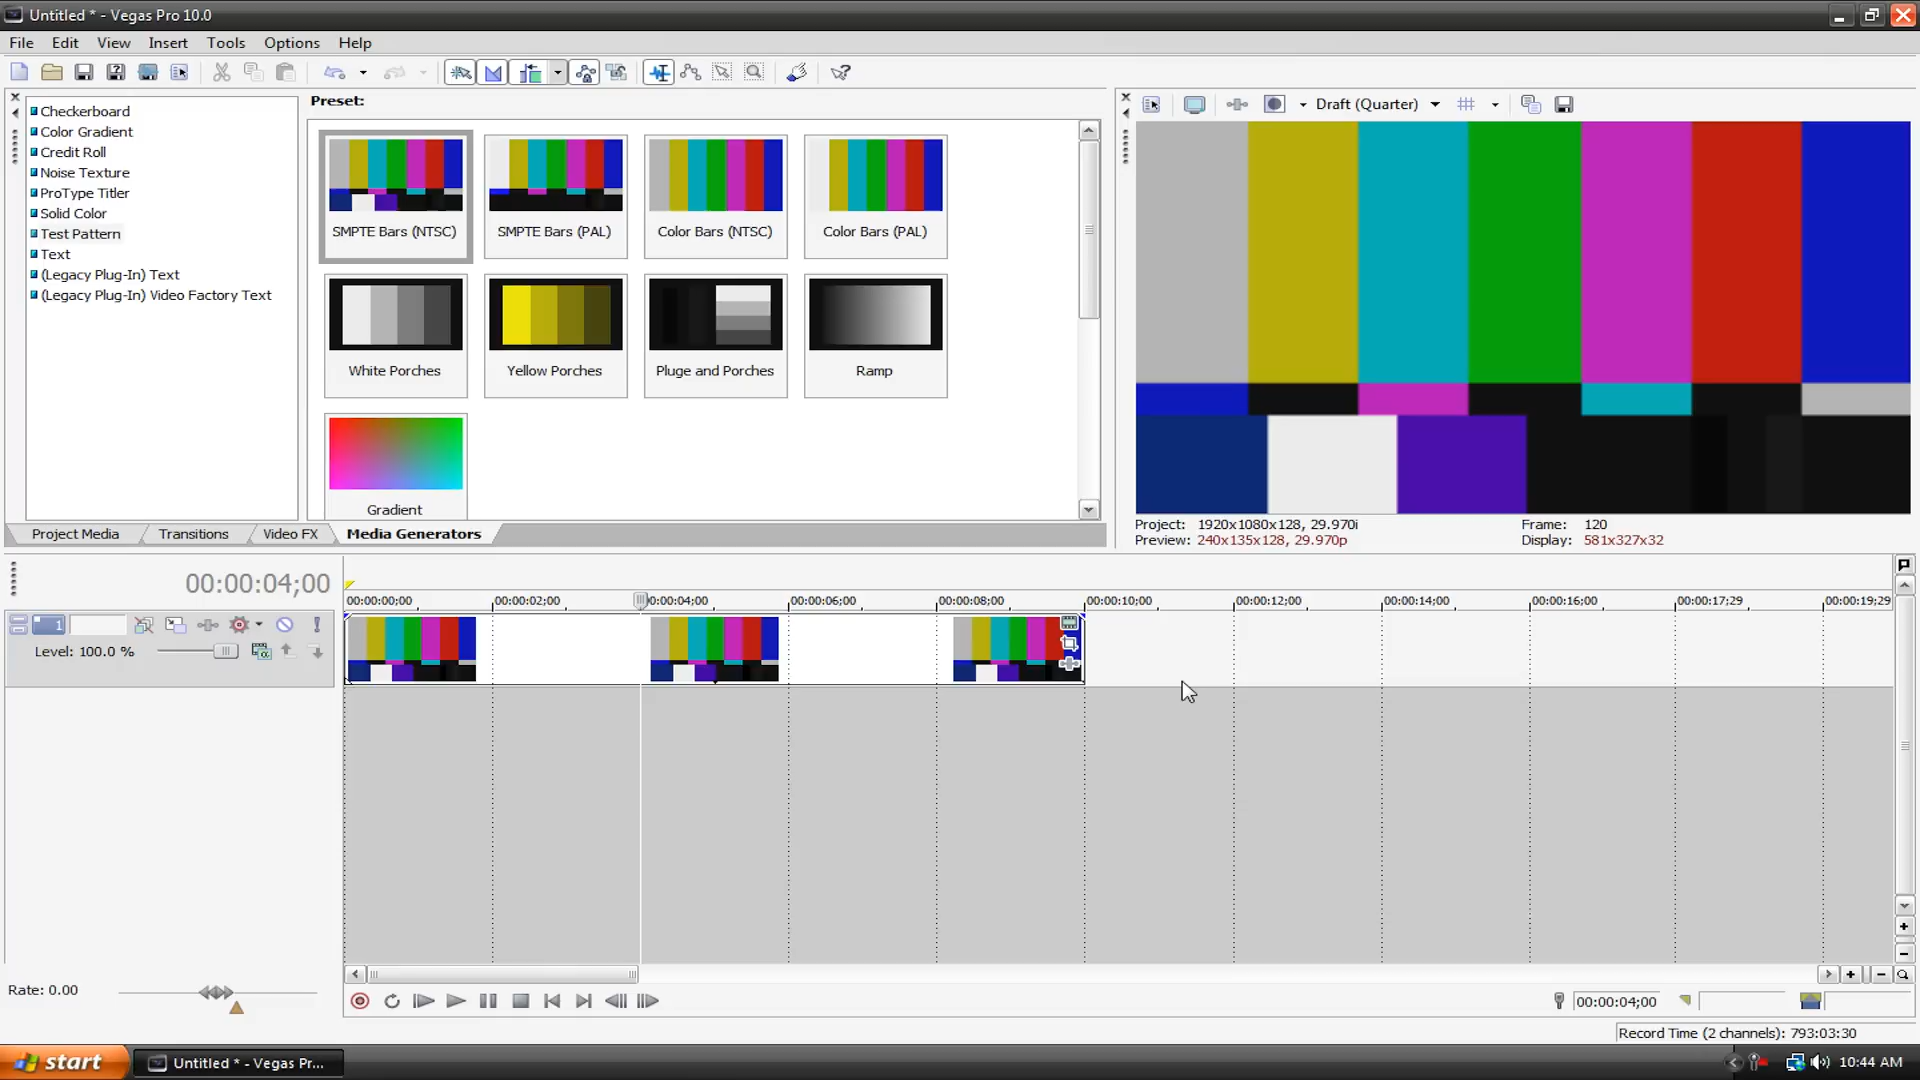 Untitled * - Vegas Pro 10.0
File Edit View Insert Tools Options Help
Checkerboard
Color Gradient
Credit Roll
Noise Texture
ProType Titler
Solid Color
Test Pattern
Text
(Legacy Plug-In) Text
(Legacy Plug-In) Video Factory Text
Preset:
SMPTE Bars (NTSC) SMPTE Bars (PAL) Color Bars (NTSC) Color Bars (PAL)
White Porches Yellow Porches Pluge and Porches Ramp
Gradient
Draft (Quarter)
Project: 1920x1080x128, 29.970i Frame: 120
Preview: 240x135x128, 29.970p Display: 581x327x32
Project Media Transitions Video FX Media Generators
00:00:04;00
00:00:00;00 00:00:02;00 00:00:04;00 00:00:06;00 00:00:08;00 00:00:10;00 00:00:12;00 00:00:14;00 00:00:16;00 00:00:17;29 00:00:19;29
1
Level: 100.0 %
Rate: 0.00
00:00:04;00
Record Time (2 channels): 793:03:30
start Untitled * - Vegas Pr... 10:44 AM